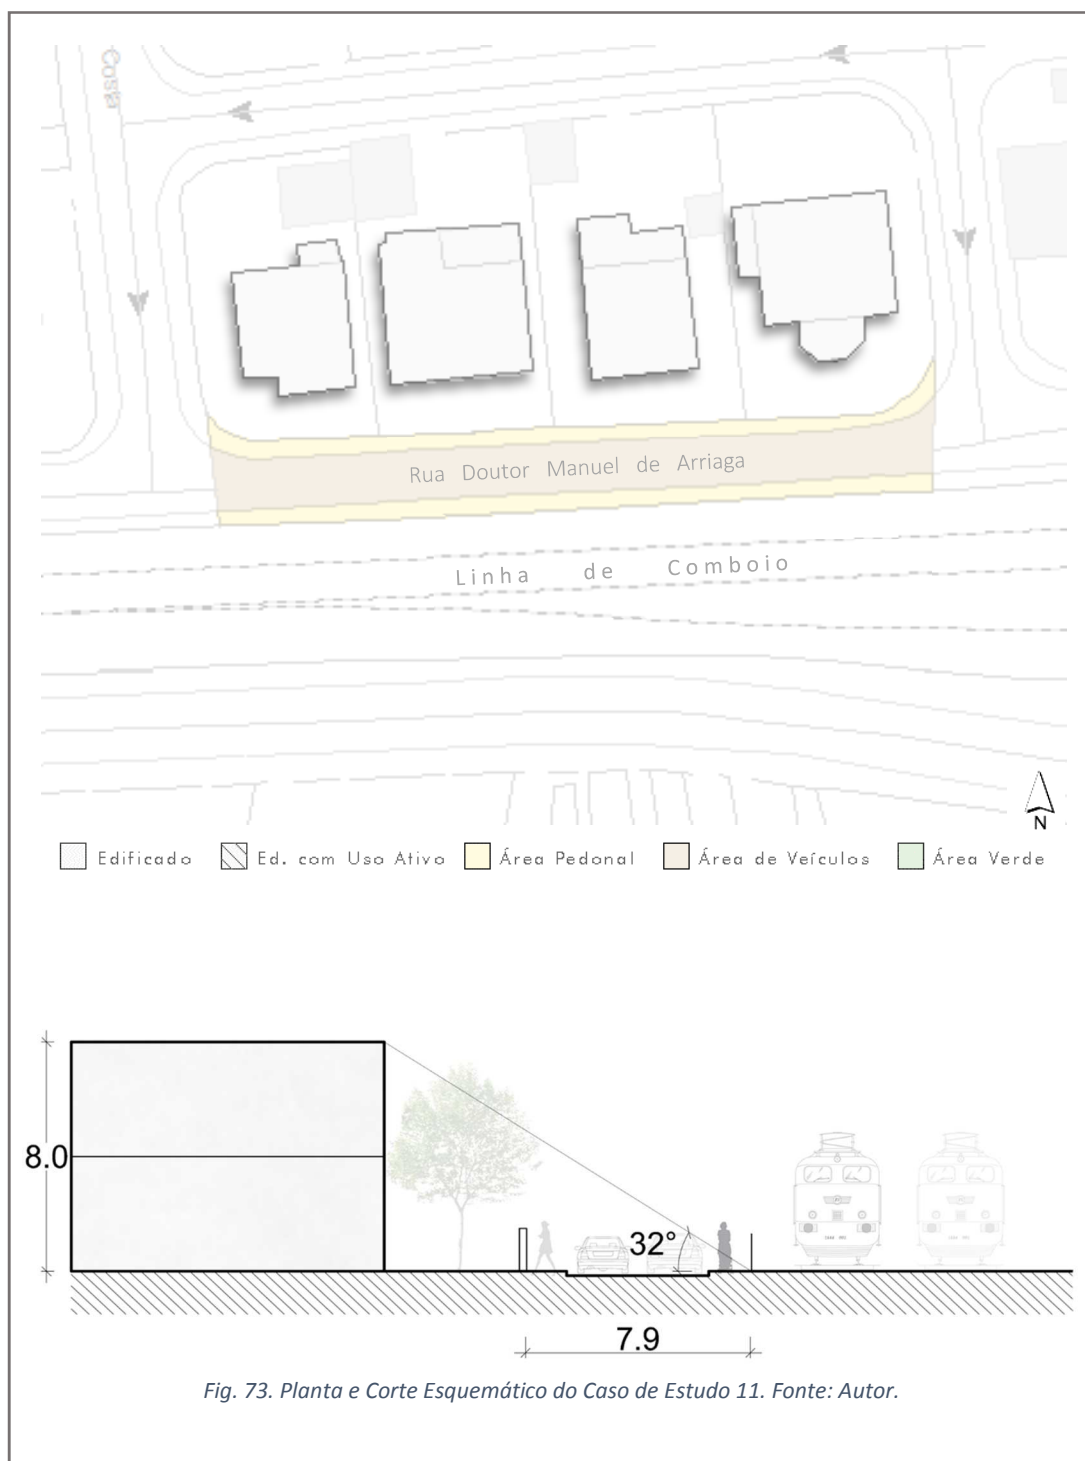 Costa
Rua Doutor Manuel de Arriaga
Linha de Comboio
N
Edificado
Ed. com Uso Ativo
Área Pedonal
Área de Veículos
Área Verde
8.0
32°
7.9
Fig. 73. Planta e Corte Esquemático do Caso de Estudo 11. Fonte: Autor.